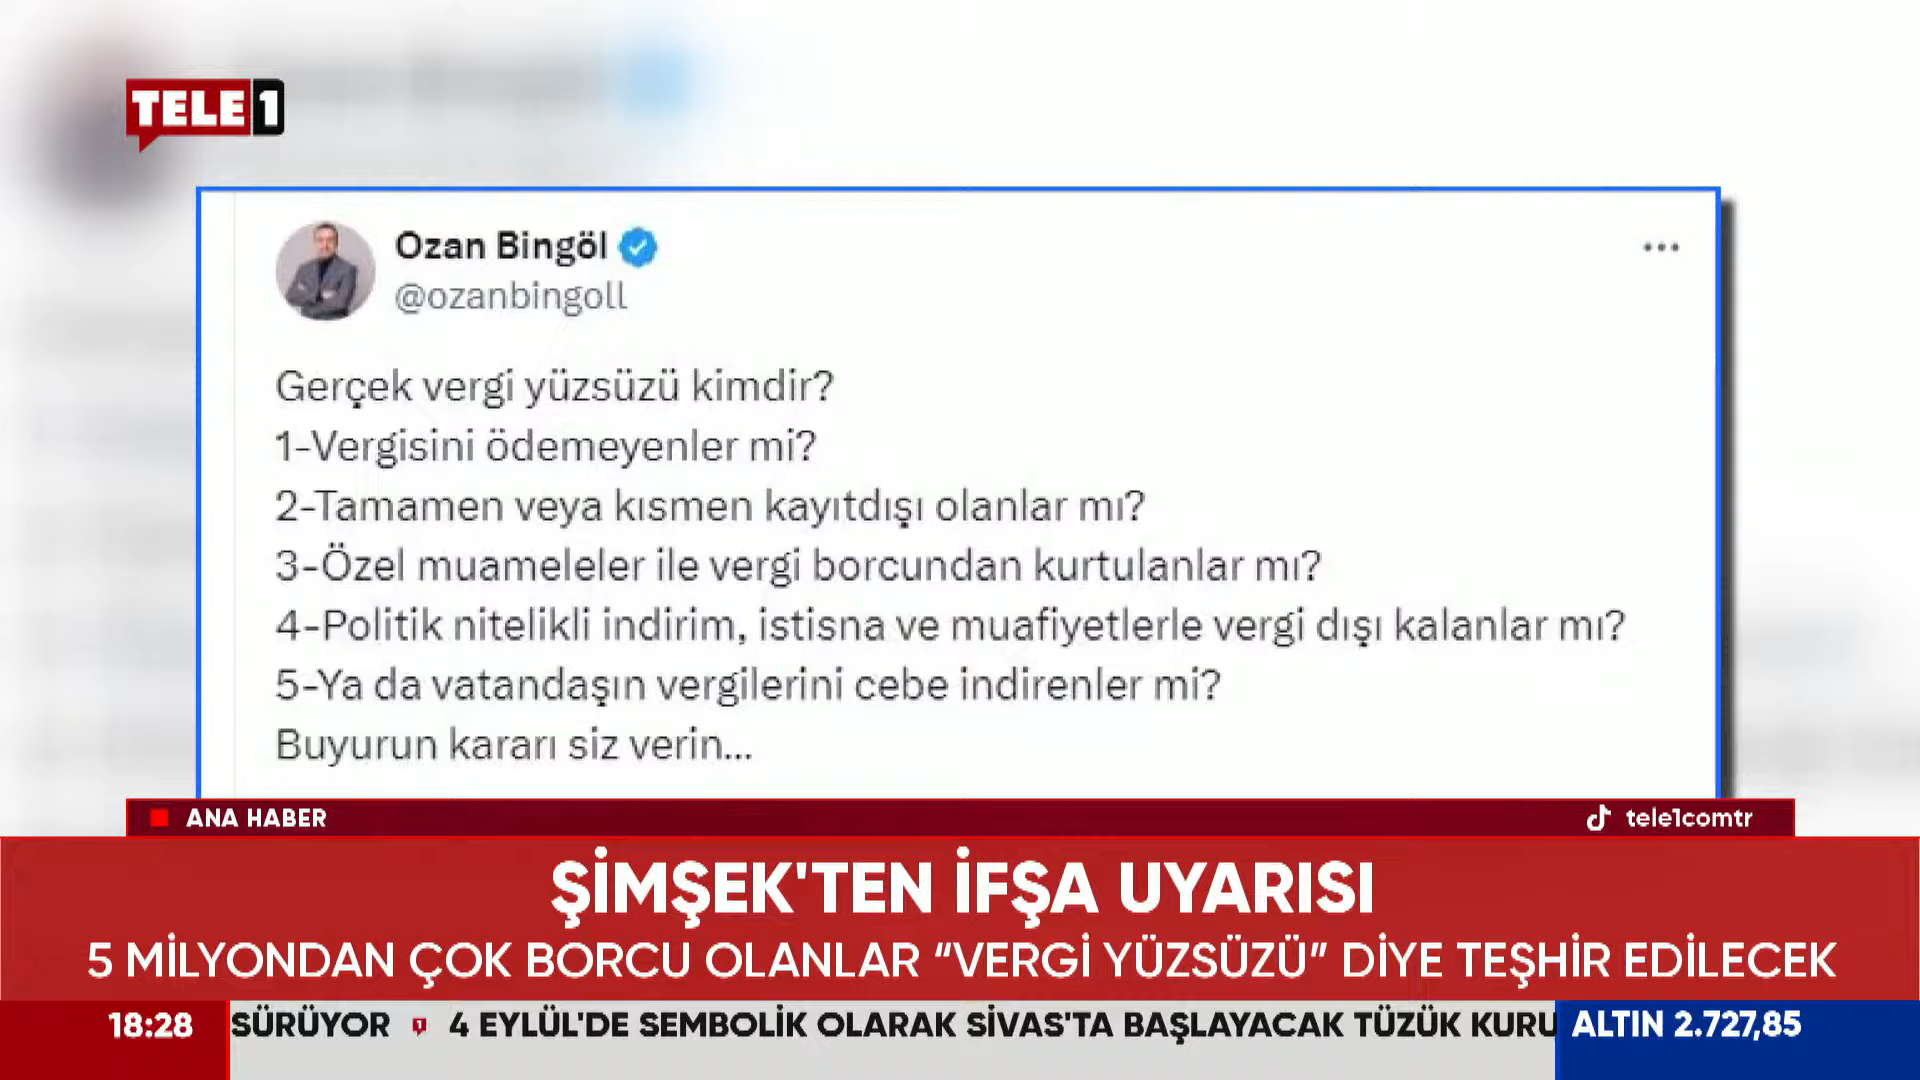 TELE1
Ozan Bingöl
@ozanbingoll
Gerçek vergi yüzsüzü kimdir?
1-Vergisini ödemeyenler mi?
2-Tamamen veya kısmen kayıtdışı olanlar mı?
3-Özel muameleler ile vergi borcundan kurtulanlar mı?
4-Politik nitelikli indirim, istisna ve muafiyetlerle vergi dışı kalanlar mı?
5-Ya da vatandaşın vergilerini cebe indirenler mi?
Buyurun kararı siz verin...
ANA HABER
tele1comtr
ŞİMŞEK'TEN İFŞA UYARISI
5 MİLYONDAN ÇOK BORCU OLANLAR “VERGİ YÜZSÜZÜ” DİYE TEŞHİR EDİLECEK
18:28
SÜRÜYOR 4 EYLÜL'DE SEMBOLİK OLARAK SİVAS'TA BAŞLAYACAK TÜZÜK KURU
ALTIN 2.727,85